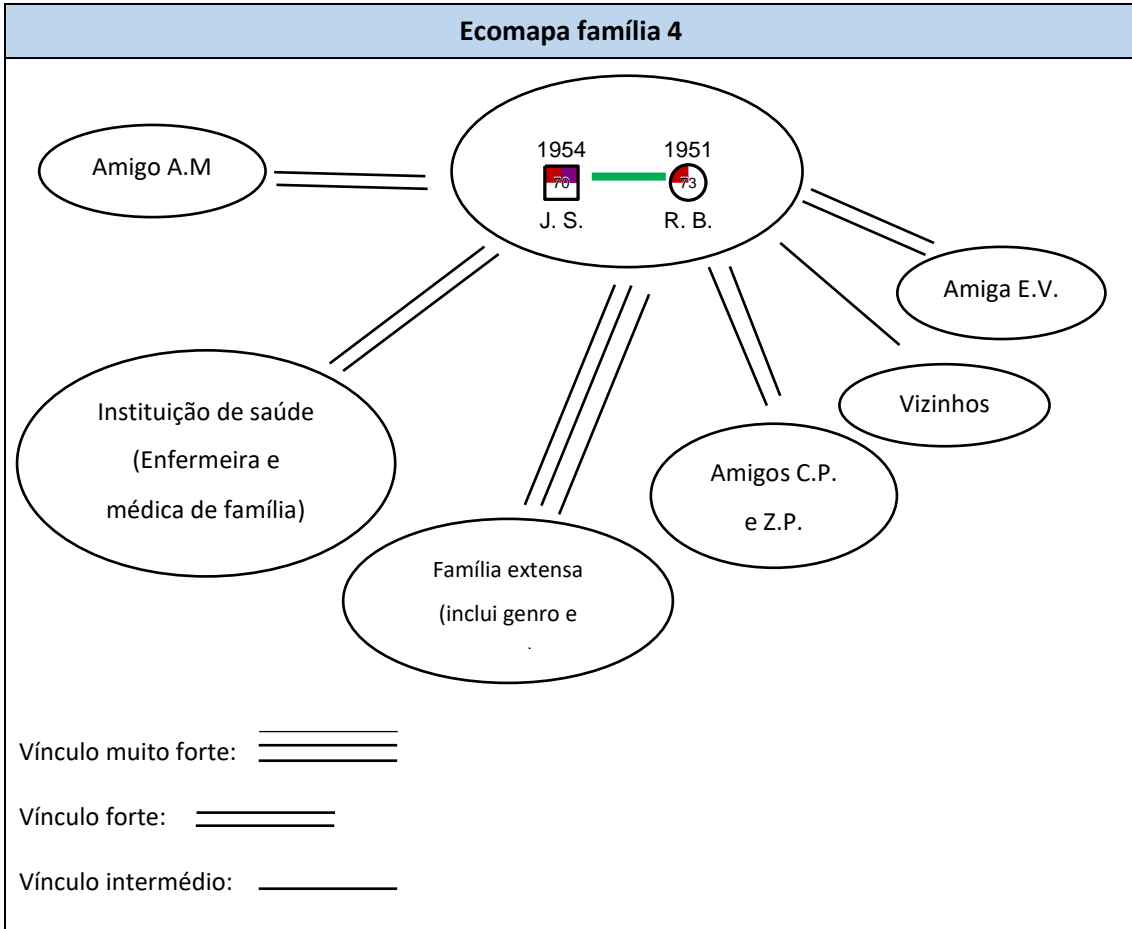 Ecomapa família 4
1954 1951
70 73
J. S. R. B.
Amigo A.M
Amiga E.V.
Vizinhos
Amigos C.P.
e Z.P.
Instituição de saúde
(Enfermeira e
médica de família)
Família extensa
(inclui genro e
Vínculo muito forte:
Vínculo forte:
Vínculo intermédio: